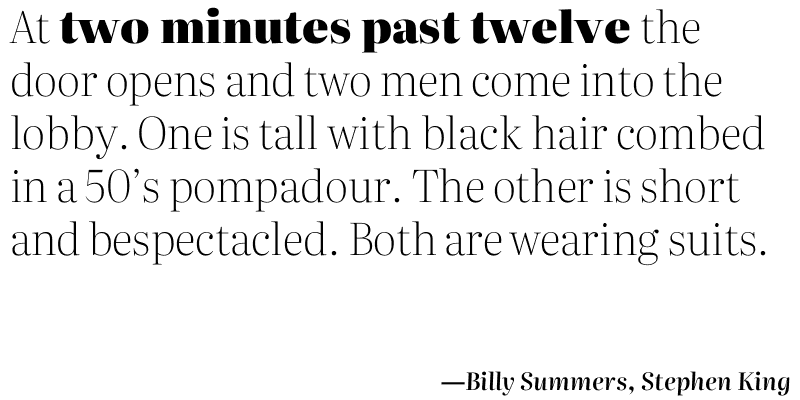 At two minutes past twelve the
door opens and two men come into the
lobby. One is tall with black hair combed
in a 50’s pompadour. The other is short
and bespectacled. Both are wearing suits.
—Billy Summers, Stephen King